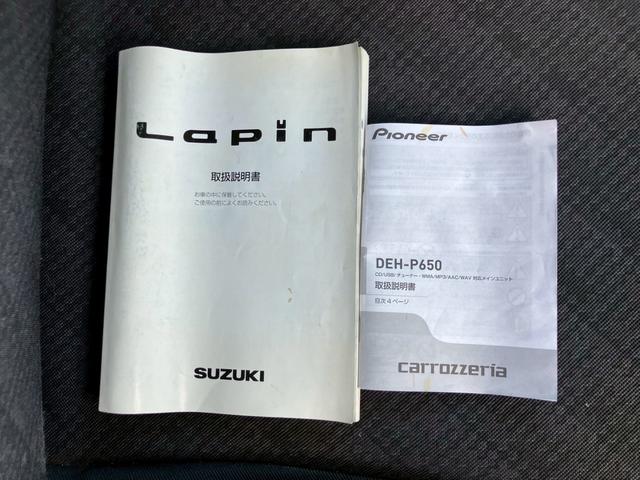 Lapin
取扱説明書
お車の中に保管してください。
ご使用の前によくお読みください。
SUZUKI
Pioneer
DEH-P650
CD/USB/チューナー・WMA/MP3/AAC/WAV 対応メインユニット
取扱説明書
目次4ページ
carrozzeria